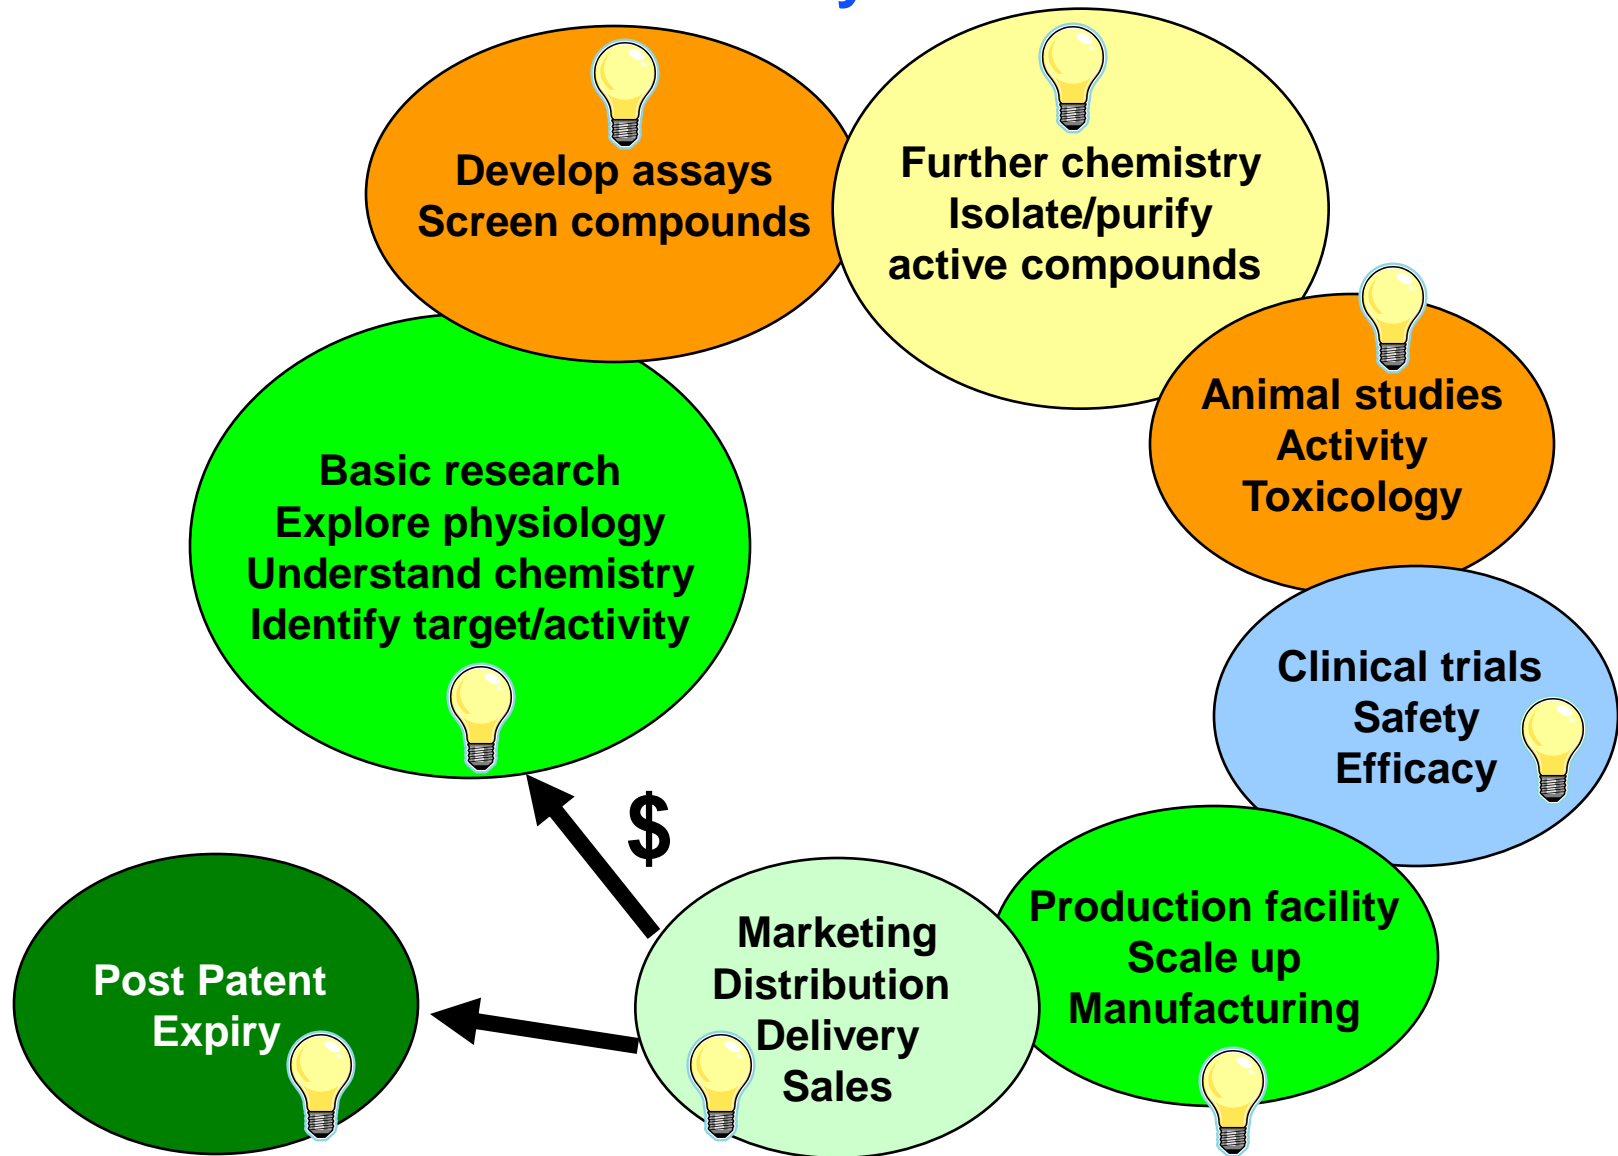 Develop assays
Screen compounds
Further chemistry
Isolate/purify
active compounds
Animal studies
Activity
Toxicology
Basic research
Explore physiology
Understand chemistry
Identify target/activity
Clinical trials
Safety
Efficacy
$
Production facility
Scale up
Manufacturing
Marketing
Distribution
Delivery
Sales
Post Patent
Expiry